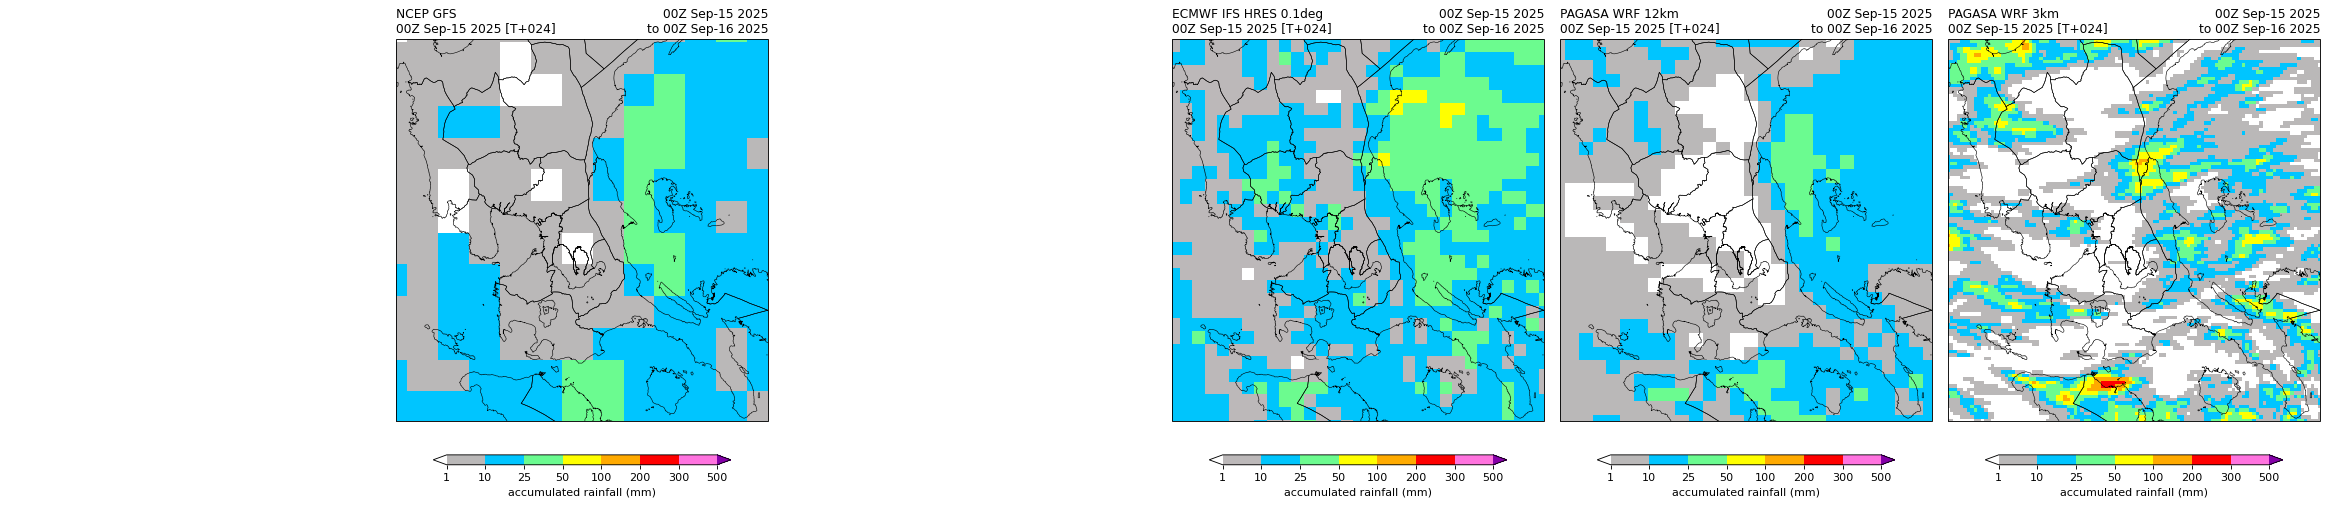 NCEP GFS 00Z Sep-15 2025
00Z Sep-15 2025 [T+024] to 00Z Sep-16 2025
1 10 25 50 100 200 300 500
accumulated rainfall (mm)
ECMWF IFS HRES 0.1deg 00Z Sep-15 2025
00Z Sep-15 2025 [T+024] to 00Z Sep-16 2025
1 10 25 50 100 200 300 500
accumulated rainfall (mm)
PAGASA WRF 12km 00Z Sep-15 2025
00Z Sep-15 2025 [T+024] to 00Z Sep-16 2025
1 10 25 50 100 200 300 500
accumulated rainfall (mm)
PAGASA WRF 3km 00Z Sep-15 2025
00Z Sep-15 2025 [T+024] to 00Z Sep-16 2025
1 10 25 50 100 200 300 500
accumulated rainfall (mm)